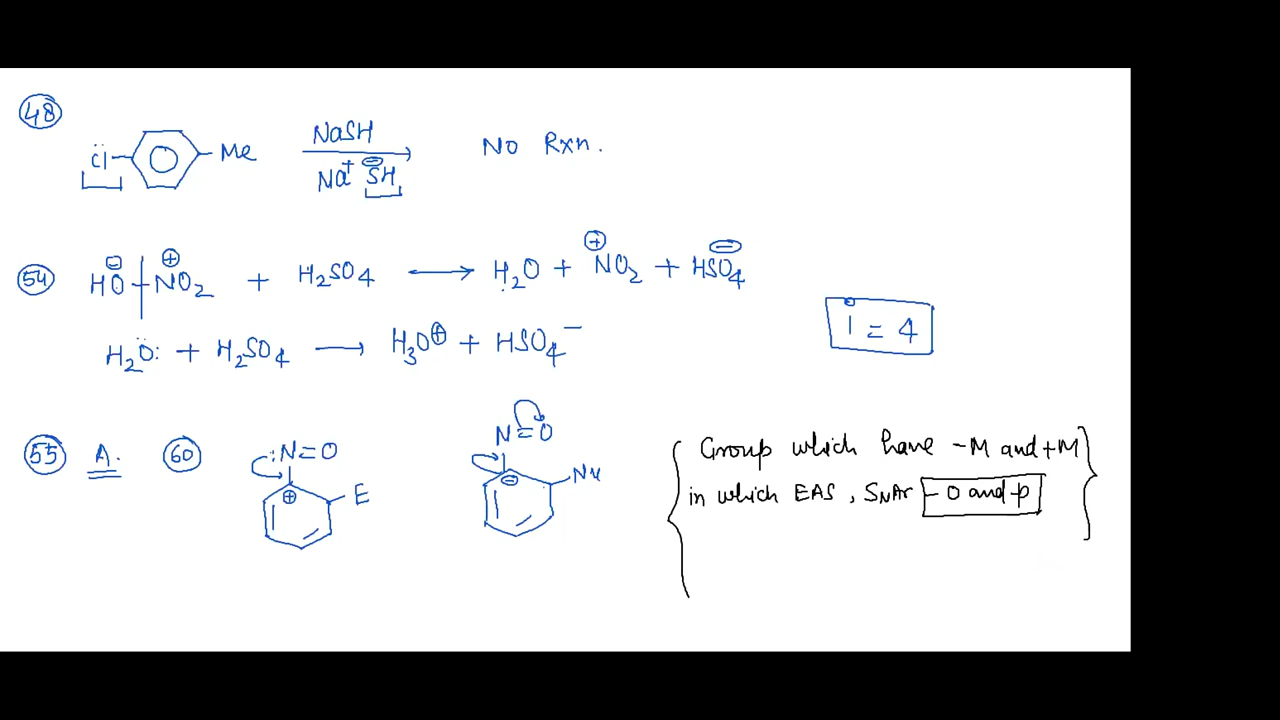 48
Cl Me NaSH No Rxn.
Na⁺ ⊖SH
54 HO⊖ ⊕NO₂ + H₂SO₄ ⟶ H₂O + ⊕NO₂ + HSO₄⊖
i = 4
H₂O: + H₂SO₄ ⟶ H₃O⊕ + HSO₄⁻
55 A. 60 :N=O ⊕ E N=O ⊖ Nu
Group which have -M and +M
in which EAS, SNAr - o and p